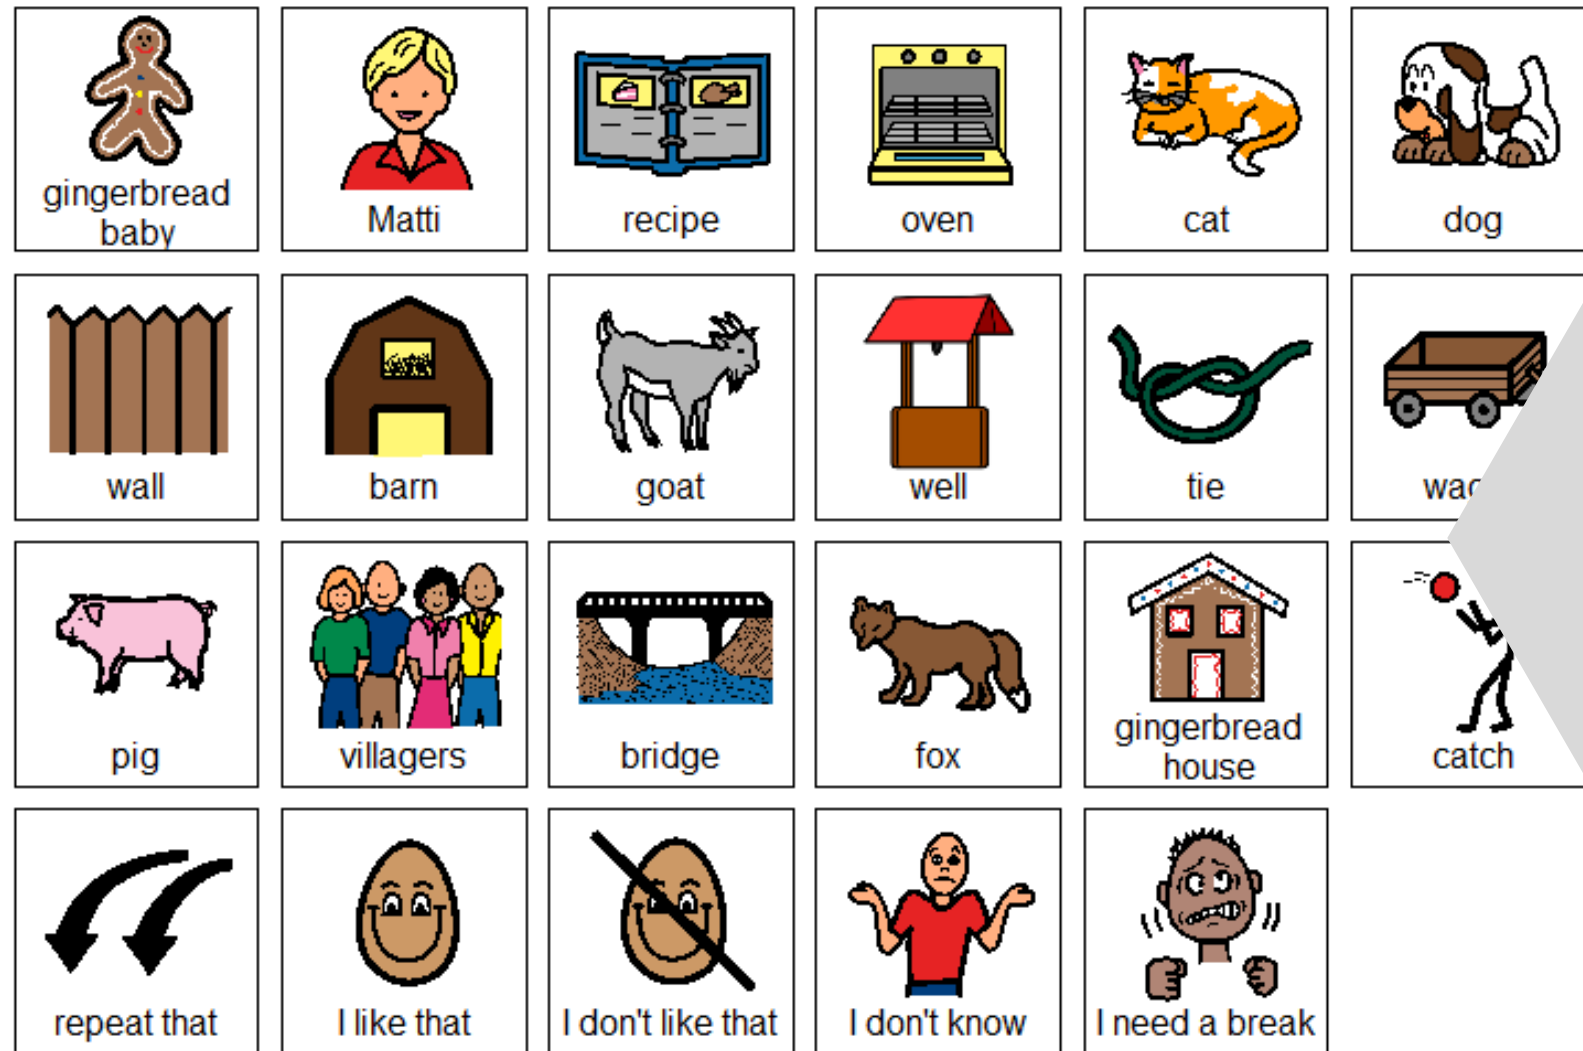 gingerbread
baby
Matti
recipe
oven
cat
dog
wall
barn
goat
well
tie
pig
villagers
bridge
fox
gingerbread
house
catch
repeat that
I like that
I don't like that
I don't know
I need a break